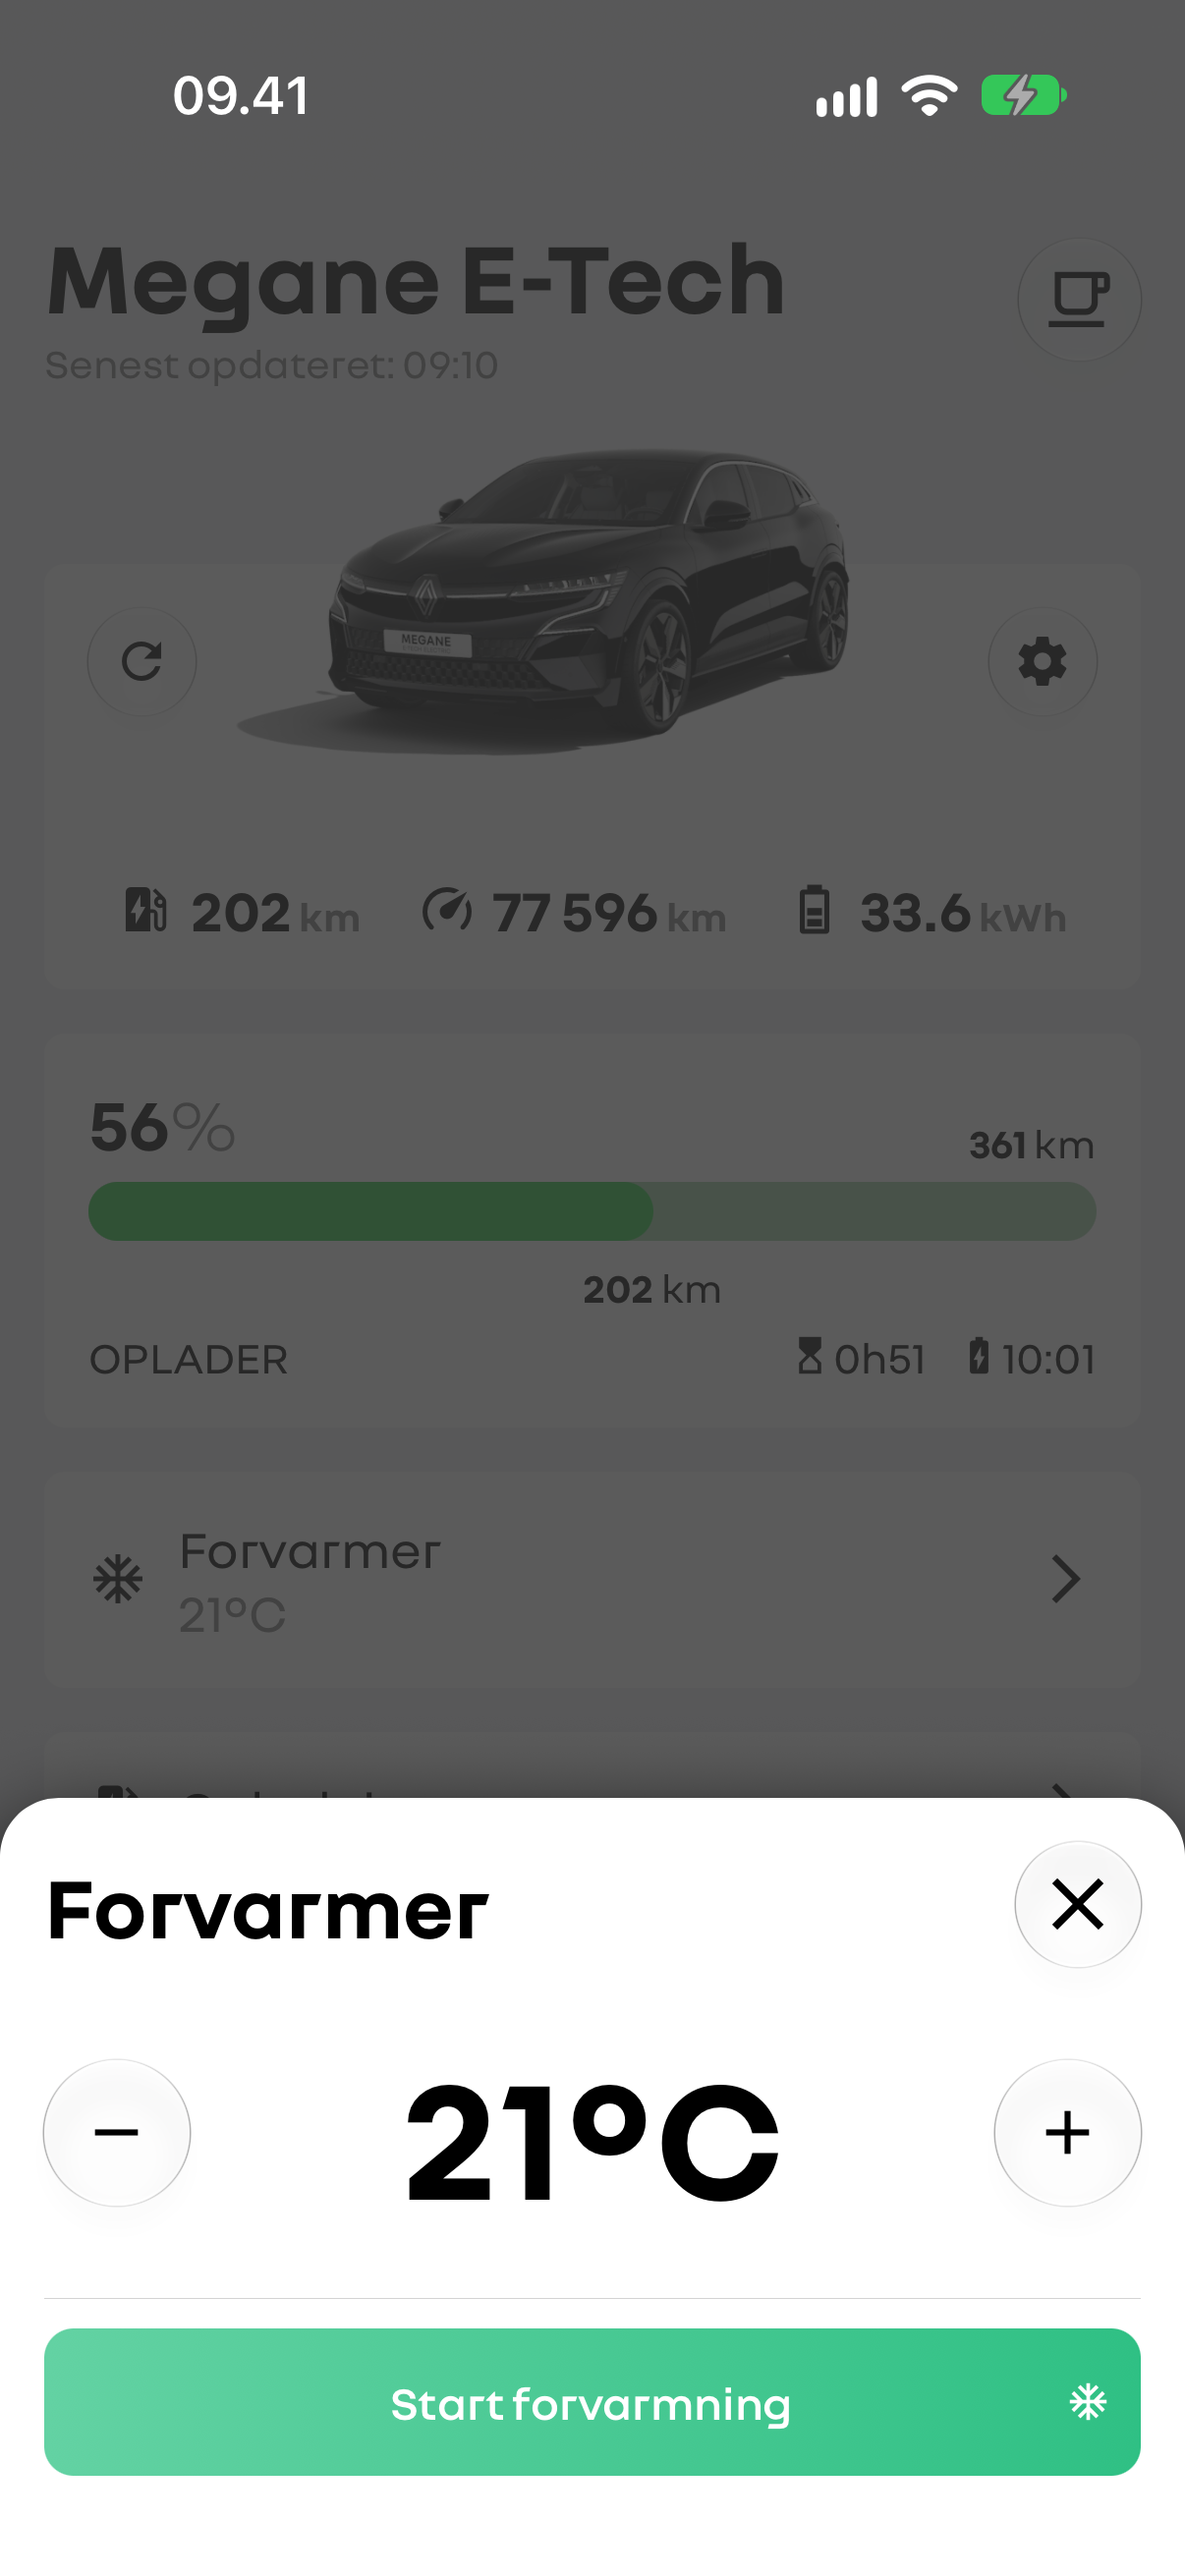 09.41
Megane E-Tech
Senest opdateret: 09:10
MEGANE
202 km 77 596 km 33.6 kWh
56%
361 km
202 km
OPLADER 0h51 10:01
Forvarmer
21°C
Forvarmer
21°C
Start forvarmning